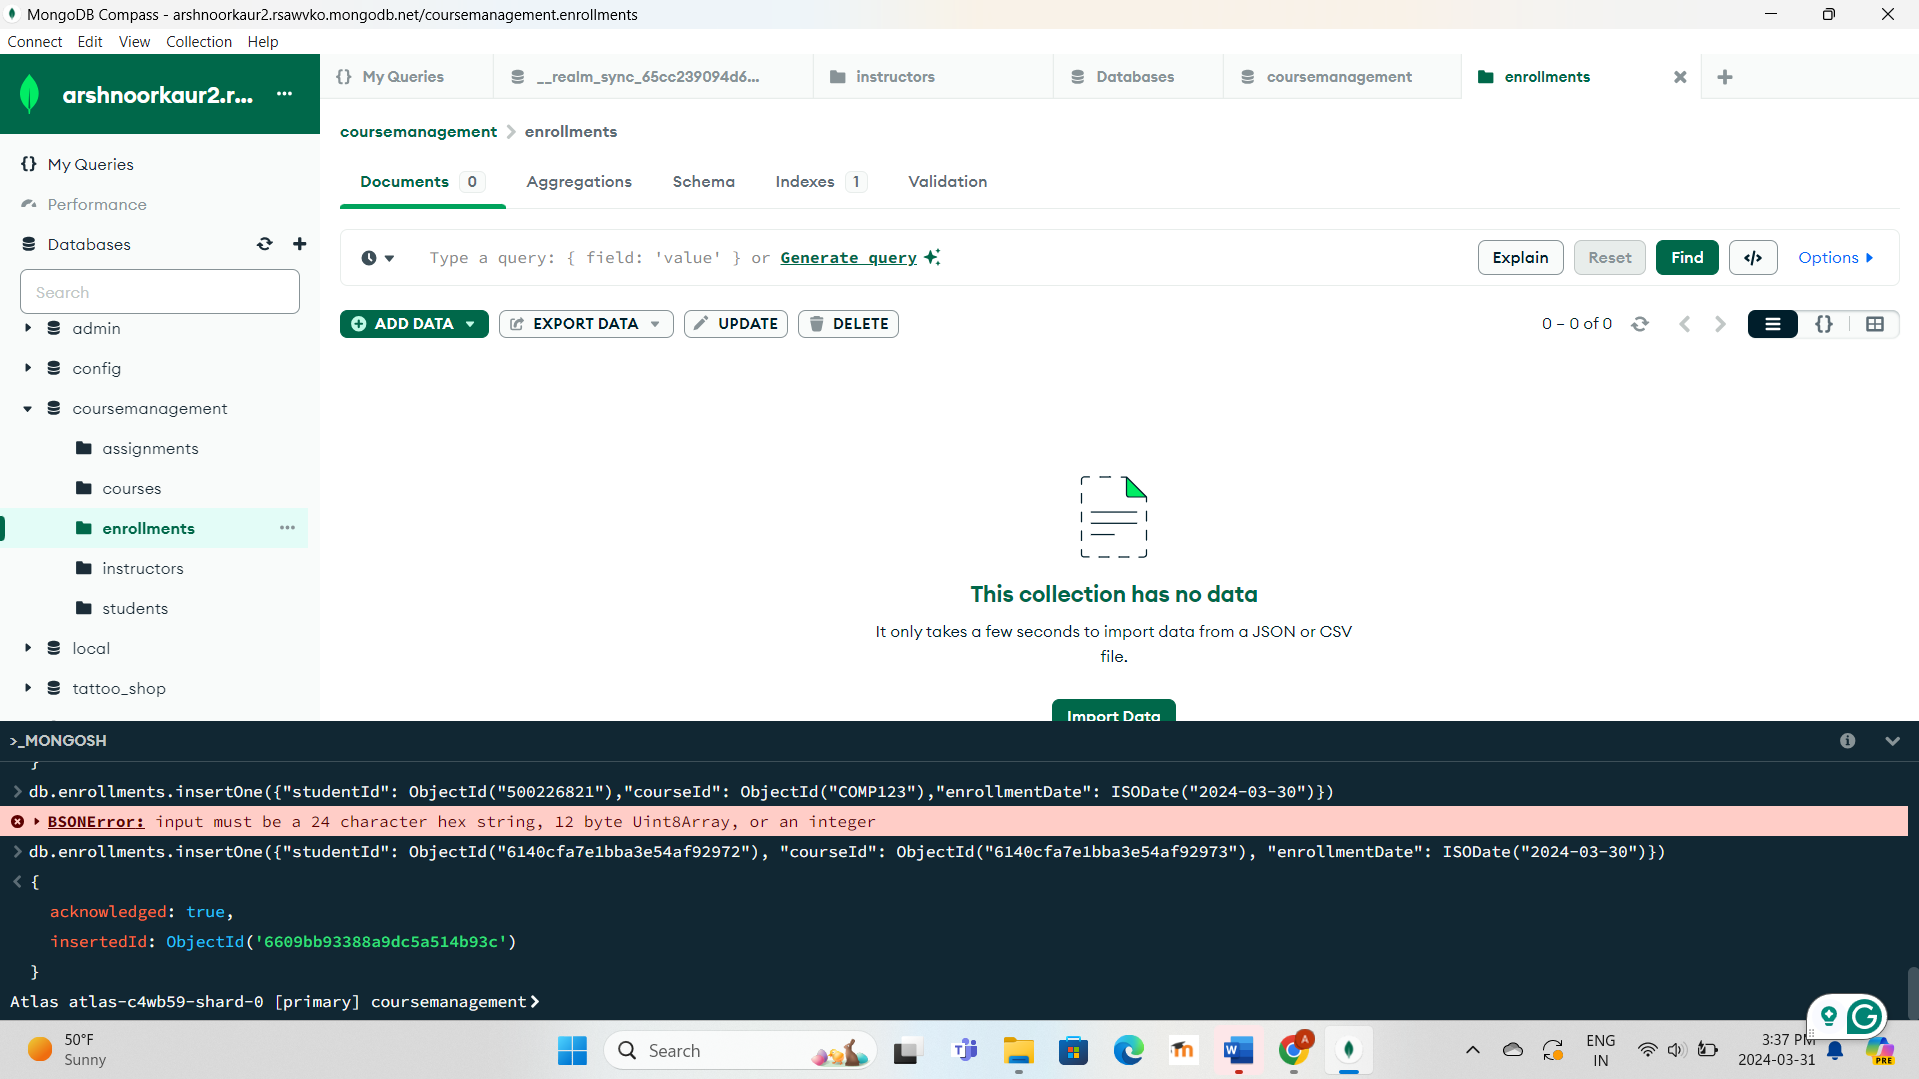 MongoDB Compass - arshnoorkaur2.rsawvko.mongodb.net/coursemanagement.enrollments
Connect Edit View Collection Help
arshnoorkaur2.r... ...
My Queries
__realm_sync_65cc239094d6...
instructors
Databases
coursemanagement
enrollments
coursemanagement > enrollments
My Queries
Performance
Databases
Search
admin
config
coursemanagement
assignments
courses
enrollments ...
instructors
students
local
tattoo_shop
Documents 0 Aggregations Schema Indexes 1 Validation
Type a query: { field: 'value' } or Generate query
Explain Reset Find </> Options
ADD DATA EXPORT DATA UPDATE DELETE
0 – 0 of 0
{}
This collection has no data
It only takes a few seconds to import data from a JSON or CSV
file.
Import Data
>_MONGOSH
}
> db.enrollments.insertOne({"studentId": ObjectId("500226821"),"courseId": ObjectId("COMP123"),"enrollmentDate": ISODate("2024-03-30")})
BSONError: input must be a 24 character hex string, 12 byte Uint8Array, or an integer
> db.enrollments.insertOne({"studentId": ObjectId("6140cfa7e1bba3e54af92972"), "courseId": ObjectId("6140cfa7e1bba3e54af92973"), "enrollmentDate": ISODate("2024-03-30")})
< {
acknowledged: true,
insertedId: ObjectId('6609bb93388a9dc5a514b93c')
}
Atlas atlas-c4wb59-shard-0 [primary] coursemanagement>
50°F
Sunny
Search
A
ENG
IN
3:37 PM
2024-03-31
PRE